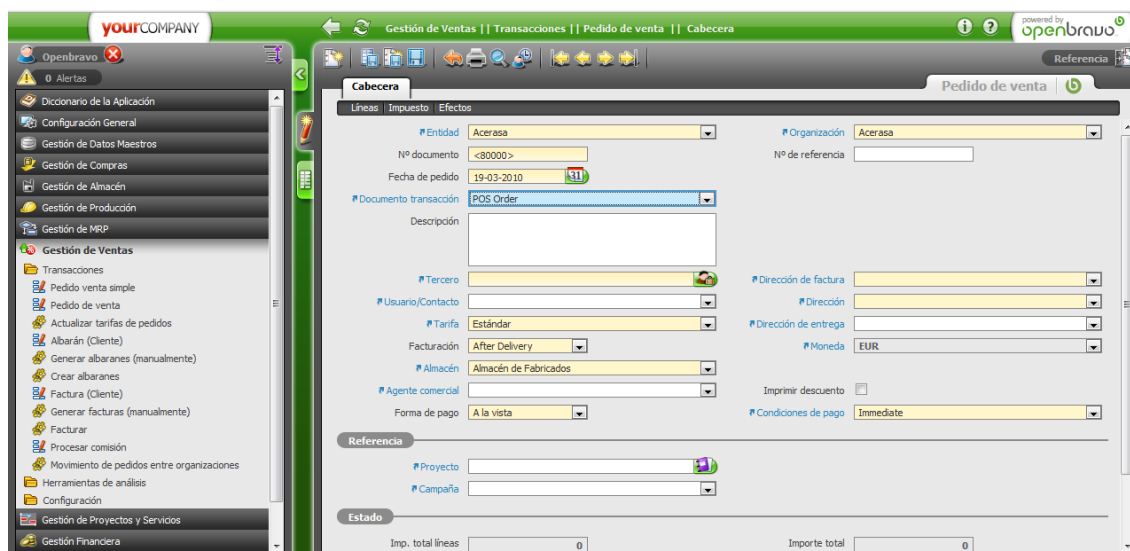 yourCOMPANY
Gestión de Ventas || Transacciones || Pedido de venta || Cabecera
powered by
openbravo
Openbravo
0 Alertas
Referencia
Diccionario de la Aplicación
Configuración General
Gestión de Datos Maestros
Gestión de Compras
Gestión de Almacén
Gestión de Producción
Gestión de MRP
Gestión de Ventas
Transacciones
Pedido venta simple
Pedido de venta
Actualizar tarifas de pedidos
Albarán (Cliente)
Generar albaranes (manualmente)
Crear albaranes
Factura (Cliente)
Generar facturas (manualmente)
Facturar
Procesar comisión
Movimiento de pedidos entre organizaciones
Herramientas de análisis
Configuración
Gestión de Proyectos y Servicios
Gestión Financiera
Cabecera
Pedido de venta
Líneas | Impuesto | Efectos
Entidad Acerasa
Organización Acerasa
Nº documento <80000>
Nº de referencia
Fecha de pedido 19-03-2010 31
Documento transacción POS Order
Descripción
Tercero
Dirección de factura
Usuario/Contacto
Dirección
Tarifa Estándar
Dirección de entrega
Facturación After Delivery
Moneda EUR
Almacén Almacén de Fabricados
Agente comercial
Imprimir descuento
Forma de pago A la vista
Condiciones de pago Immediate
Referencia
Proyecto
Campaña
Estado
Imp. total líneas 0
Importe total 0